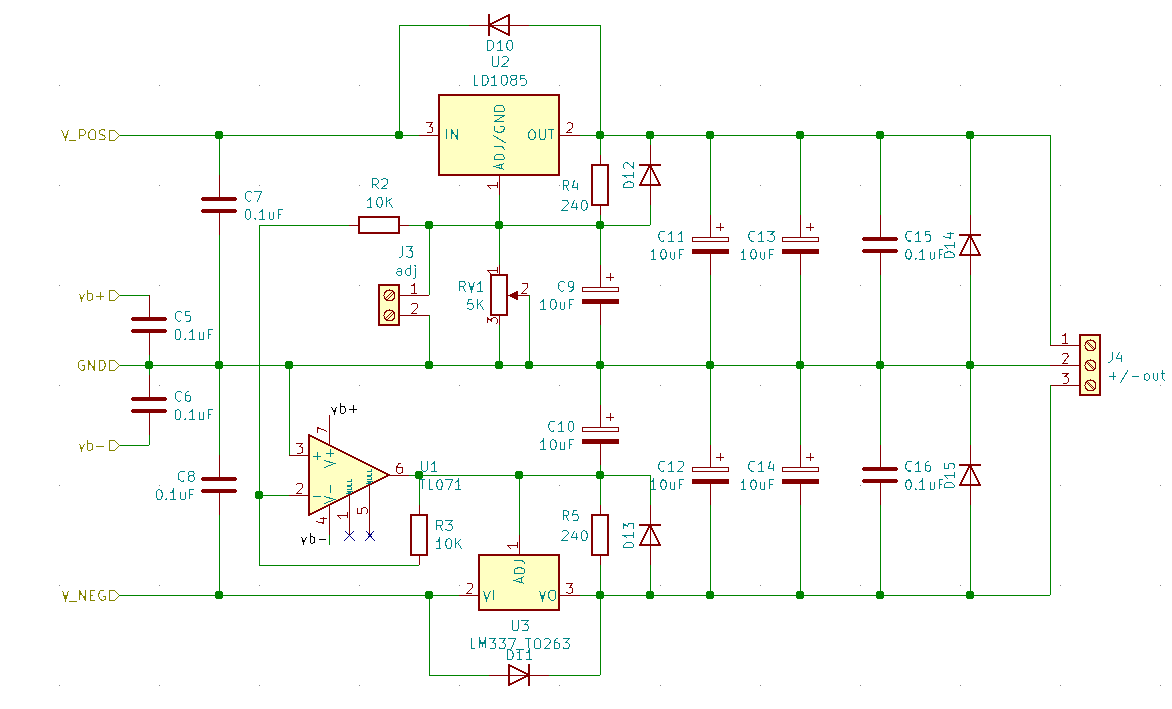 D10
U2
LD1085
V_POS
3
IN
ADJ/GND
OUT
2
1
R4
240
D12
C7
0.1uF
R2
10K
J3
adj
1
2
RV1
5K
1
2
3
C9
10uF
+
C11
10uF
+
C13
10uF
+
C15
0.1uF
D14
vb+
C5
0.1uF
GND
C6
0.1uF
vb-
1
2
3
J4
+/-out
vb+
7
3
+
V+
2
-
V-
4
vb-
NULL
NULL
1
5
6
U1
TL071
C8
0.1uF
R3
10K
C10
10uF
+
R5
240
D13
C12
10uF
+
C14
10uF
+
C16
0.1uF
D15
V_NEG
2
VI
1
ADJ
VO
3
U3
LM337_TO263
D11